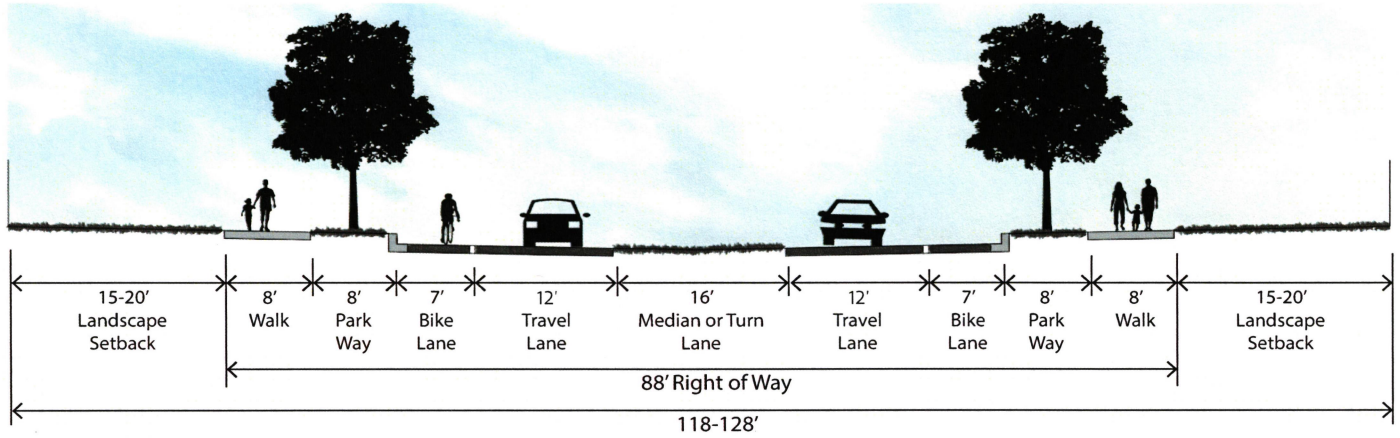 15-20’ 8’ 8’ 7’ 12’ 16’ 12’ 7’ 8’ 8’ 15-20’
Landscape Walk Park Bike Travel Median or Turn Travel Bike Park Walk Landscape
Setback Way Lane Lane Lane Lane Lane Way Setback
88’ Right of Way
118-128’